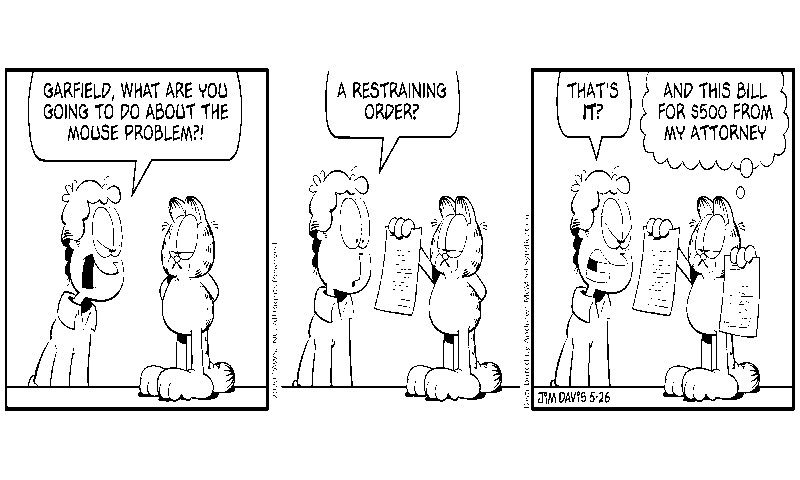 GARFIELD, WHAT ARE YOU
GOING TO DO ABOUT THE
MOUSE PROBLEM?!
A RESTRAINING
ORDER?
THAT'S
IT?
AND THIS BILL
FOR $500 FROM
MY ATTORNEY
JIM DAVIS 5-26